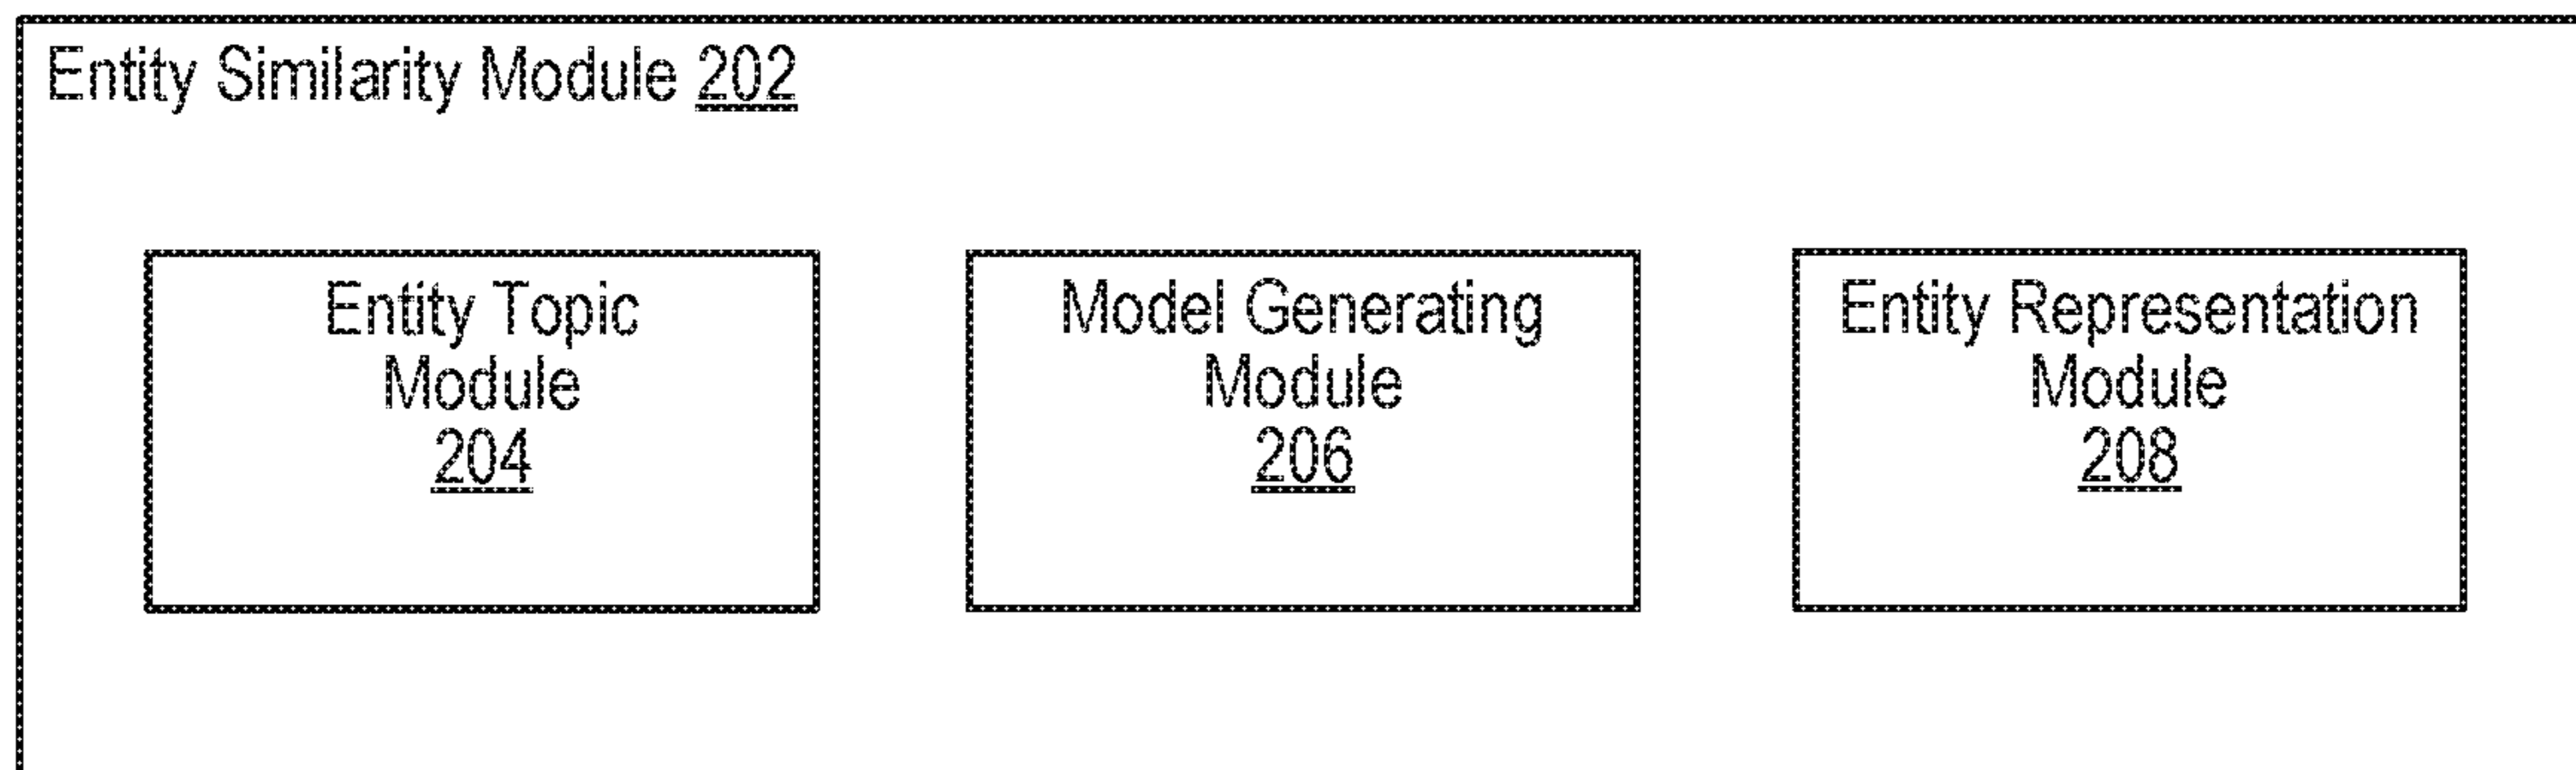 Entity Similarity Module 202
Entity Topic
Module
204
Model Generating
Module
206
Entity Representation
Module
208